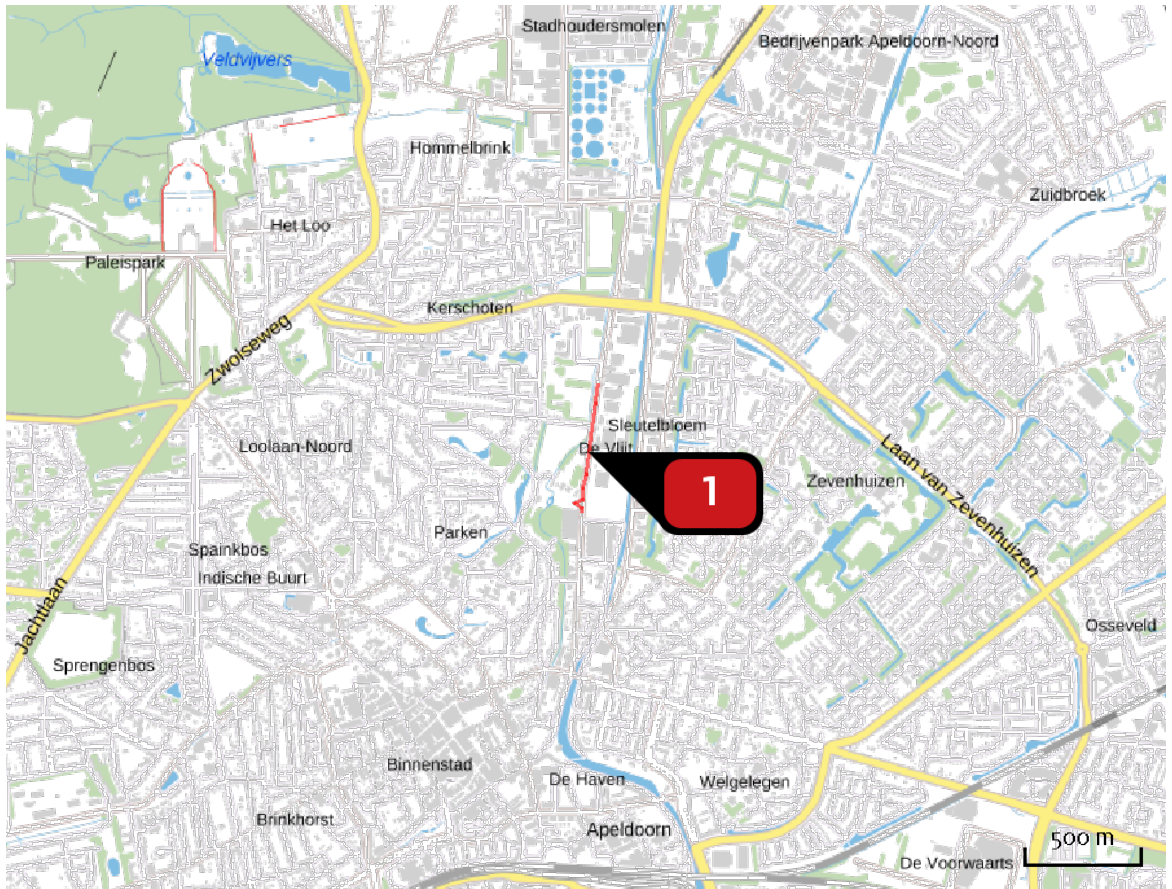 Stadhoudersmolen
Bedrijvenpark Apeldoorn-Noord
Veldvijvers
Hommelbrink
Zuidbroek
Het Loo
Paleispark
Kerschoten
Zwolseweg
Sleutelbloem
De Vlijt
Loolaan-Noord
Laan van Zevenhuizen
Zevenhuizen
1
Parken
Spainkbos
Indische Buurt
Jachtlaan
Osseveld
Sprengenbos
Binnenstad
De Haven
Welgelegen
Brinkhorst
Apeldoorn
500 m
De Voorwaarts